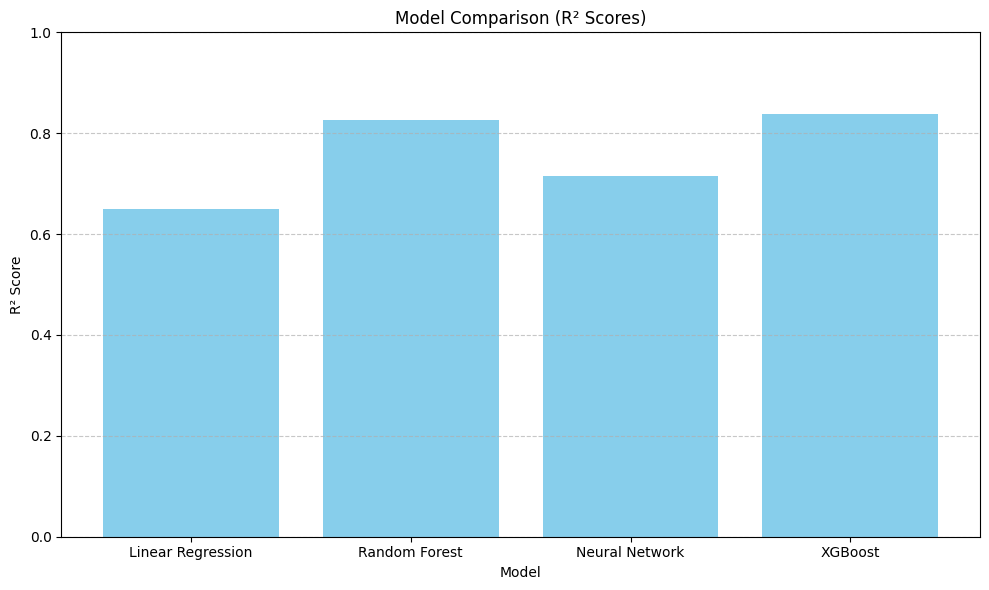 Model Comparison (R² Scores)
1.0
0.8
0.6
0.4
0.2
0.0
R² Score
Linear Regression
Random Forest
Neural Network
XGBoost
Model